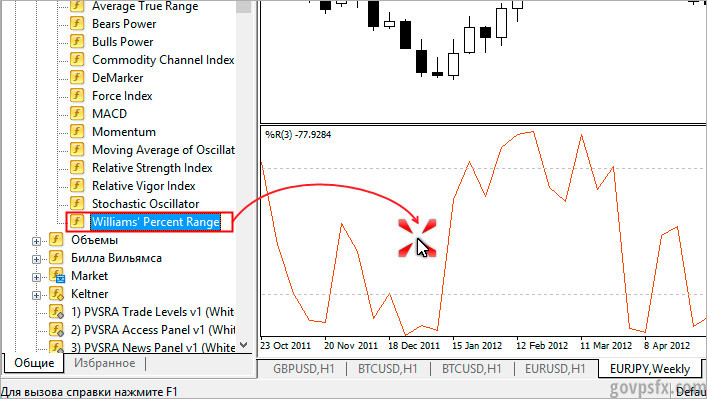 Average True Range
Bears Power
Bulls Power
Commodity Channel Index
DeMarker
Force Index
MACD
Momentum
Moving Average of Oscillat
Relative Strength Index
Relative Vigor Index
Stochastic Oscillator
Williams' Percent Range
Объемы
Билла Вильямса
Market
Keltner
1) PVSRA Trade Levels v1 (Whit
2) PVSRA Access Panel v1 (Whit
3) PVSRA News Panel v1 (Whit
Общие
Избранное
%R(3) -77.9284
23 Oct 2011
20 Nov 2011
18 Dec 2011
15 Jan 2012
12 Feb 2012
11 Mar 2012
8 Apr 2012
GBPUSD,H1
BTCUSD,H1
BTCUSD,H1
EURUSD,H1
EURJPY,Weekly
Для вызова справки нажмите F1
Defau
govpsfx.com